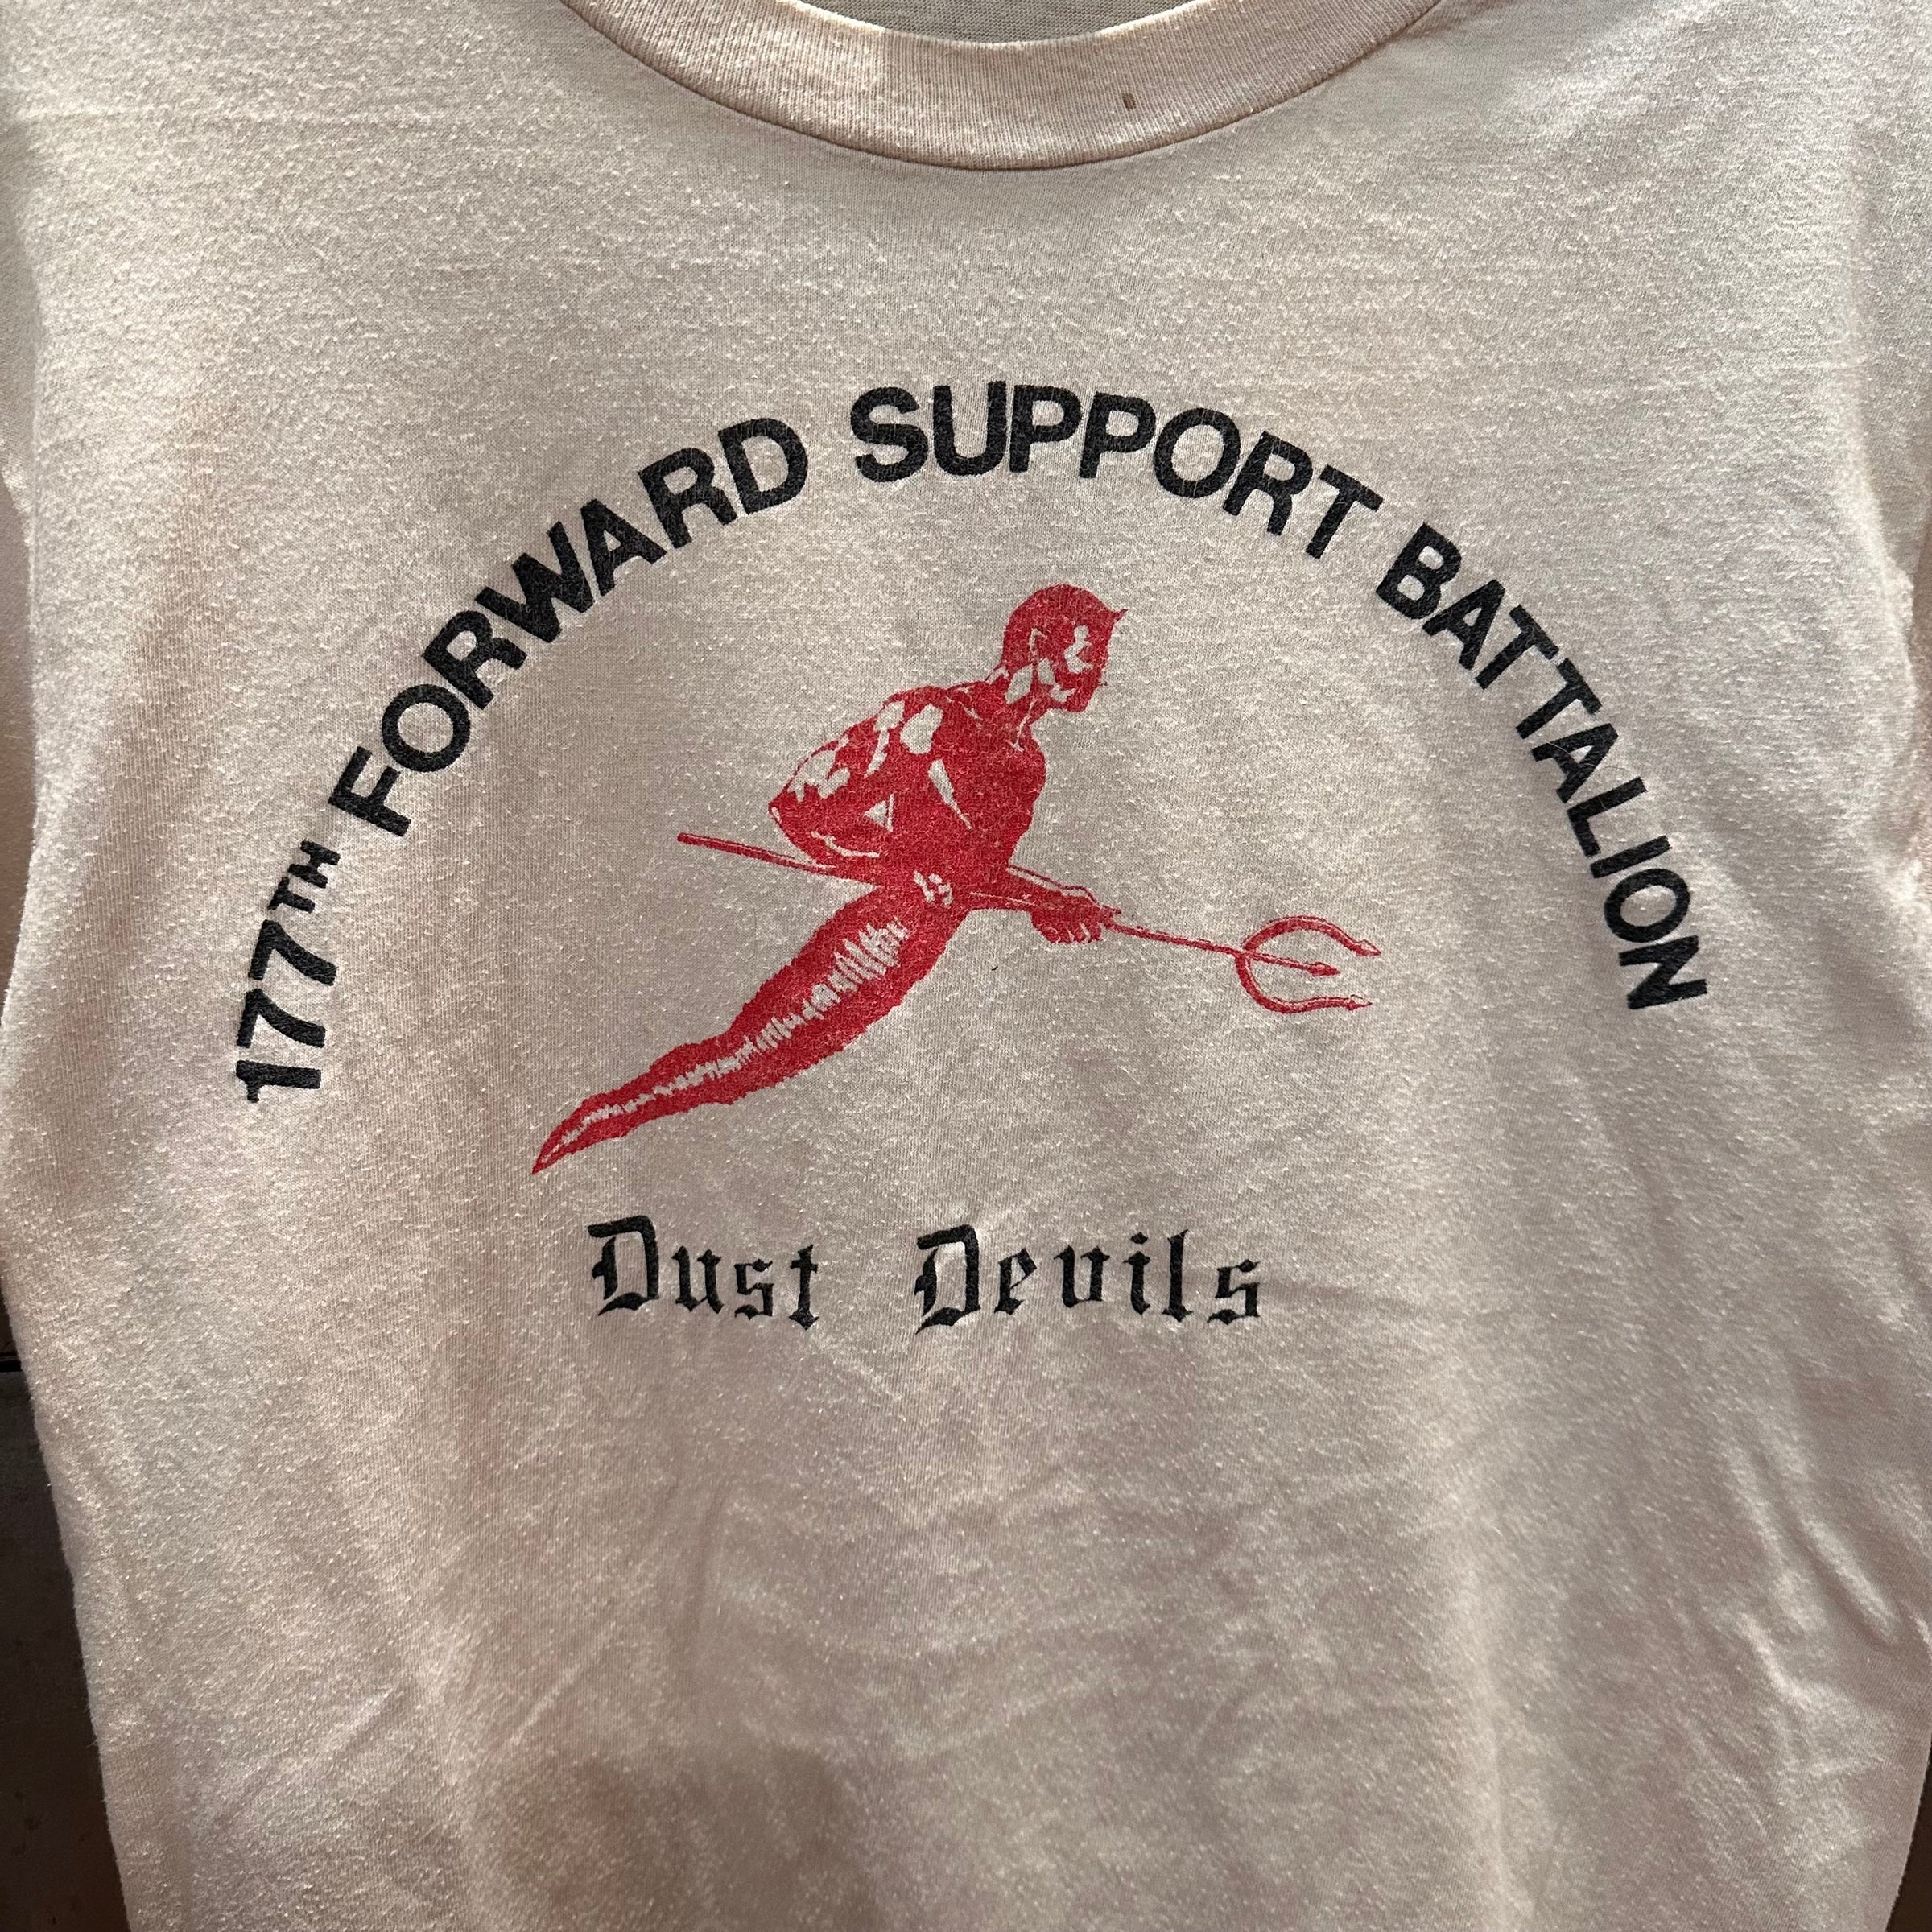 177TH FORWARD SUPPORT BATTALION
Dust Devils